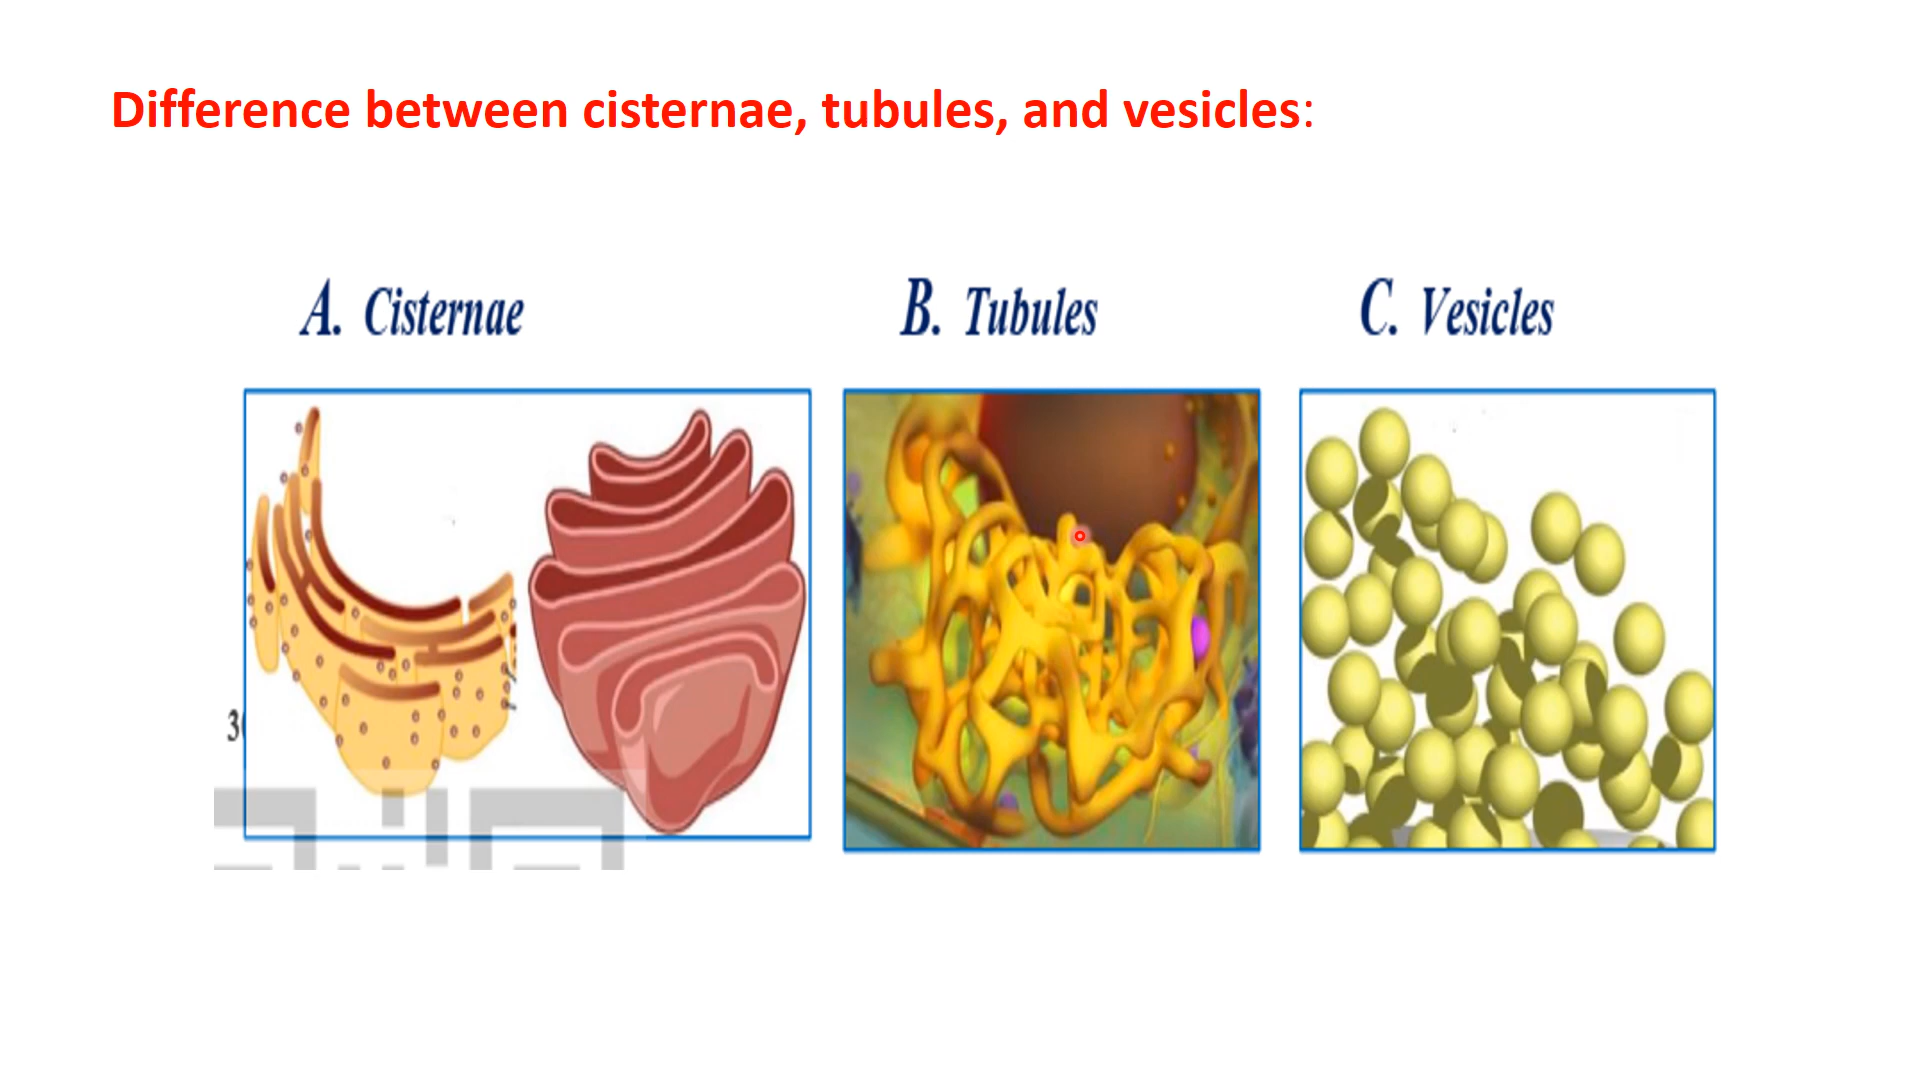 Difference between cisternae, tubules, and vesicles:
A. Cisternae
B. Tubules
C. Vesicles